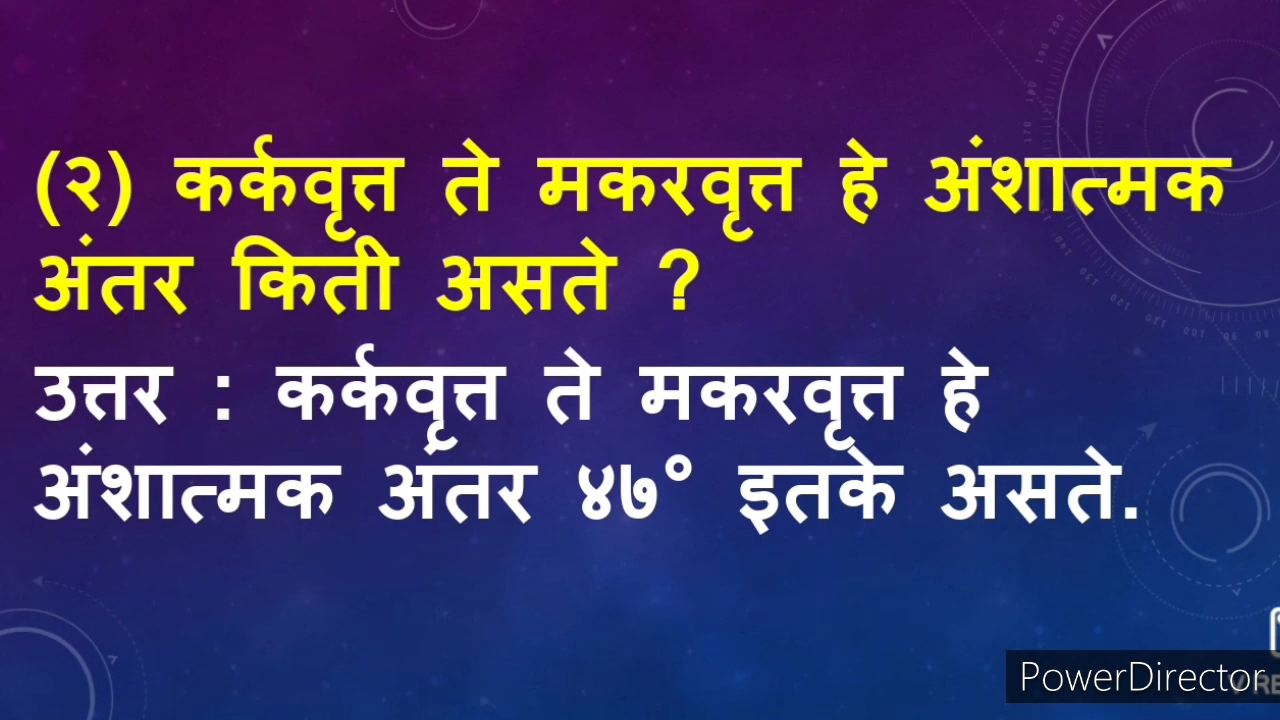 (२) कर्कवृत्त ते मकरवृत्त हे अंशात्मक
अंतर किती असते ?
उत्तर : कर्कवृत्त ते मकरवृत्त हे
अंशात्मक अंतर ४७° इतके असते.
PowerDirector